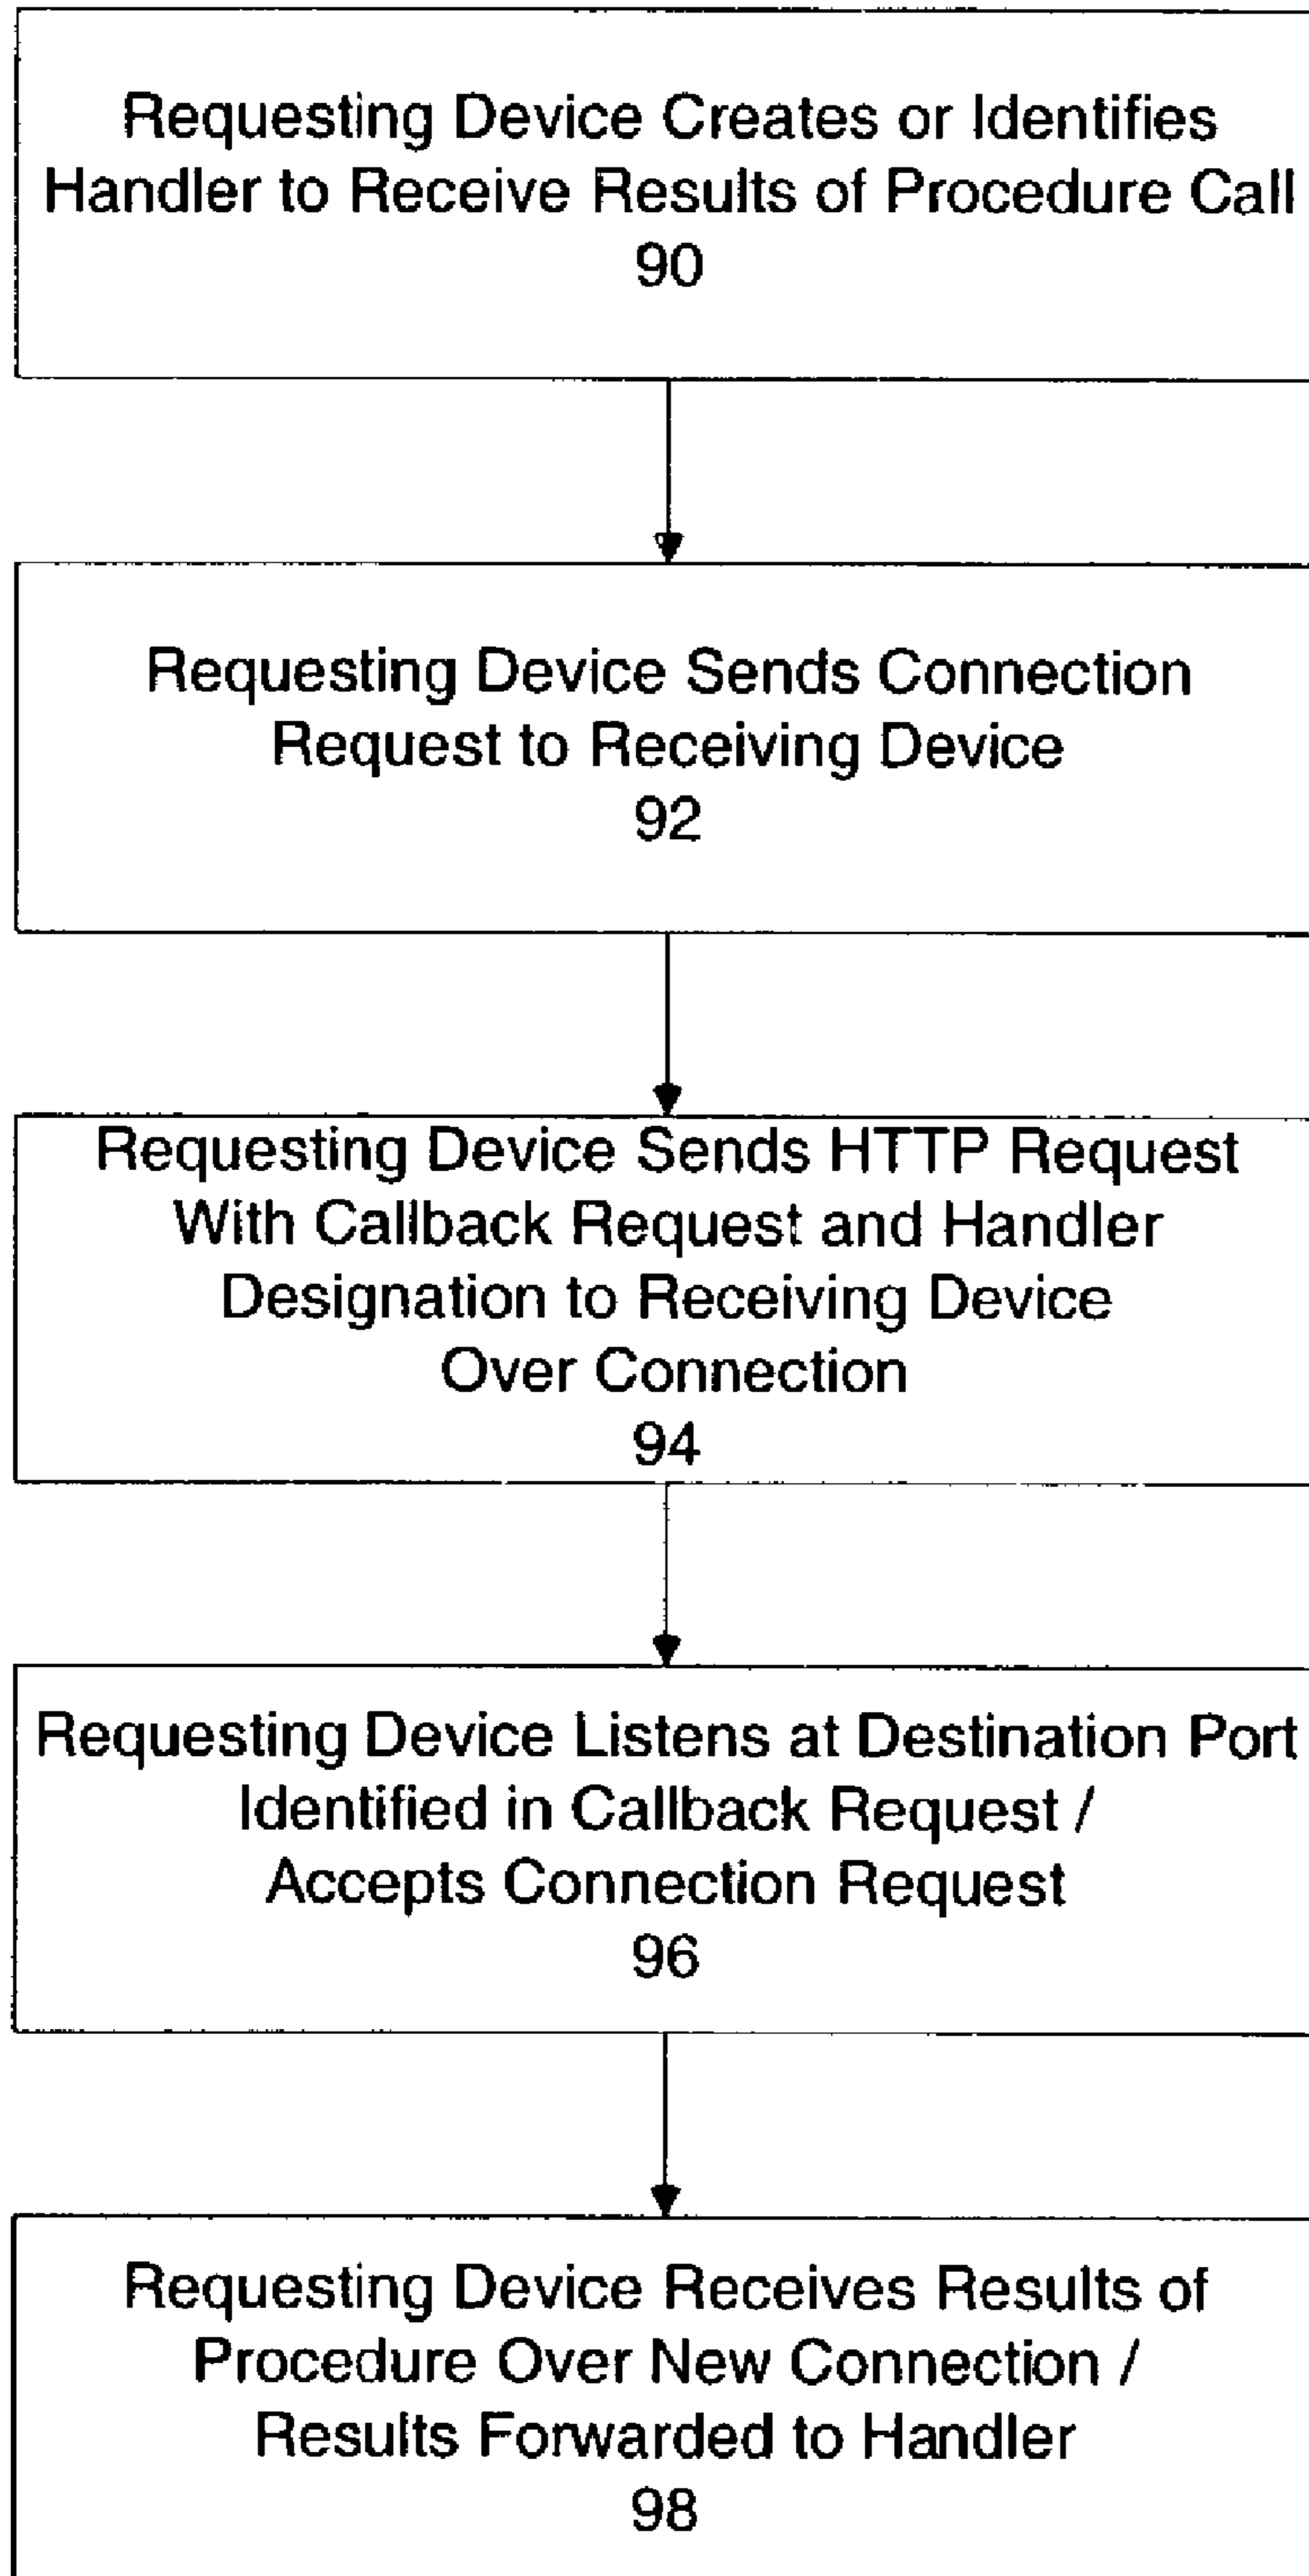 Requesting Device Creates or Identifies
Handler to Receive Results of Procedure Call
90
Requesting Device Sends Connection
Request to Receiving Device
92
Requesting Device Sends HTTP Request
With Callback Request and Handler
Designation to Receiving Device
Over Connection
94
Requesting Device Listens at Destination Port
Identified in Callback Request /
Accepts Connection Request
96
Requesting Device Receives Results of
Procedure Over New Connection /
Results Forwarded to Handler
98